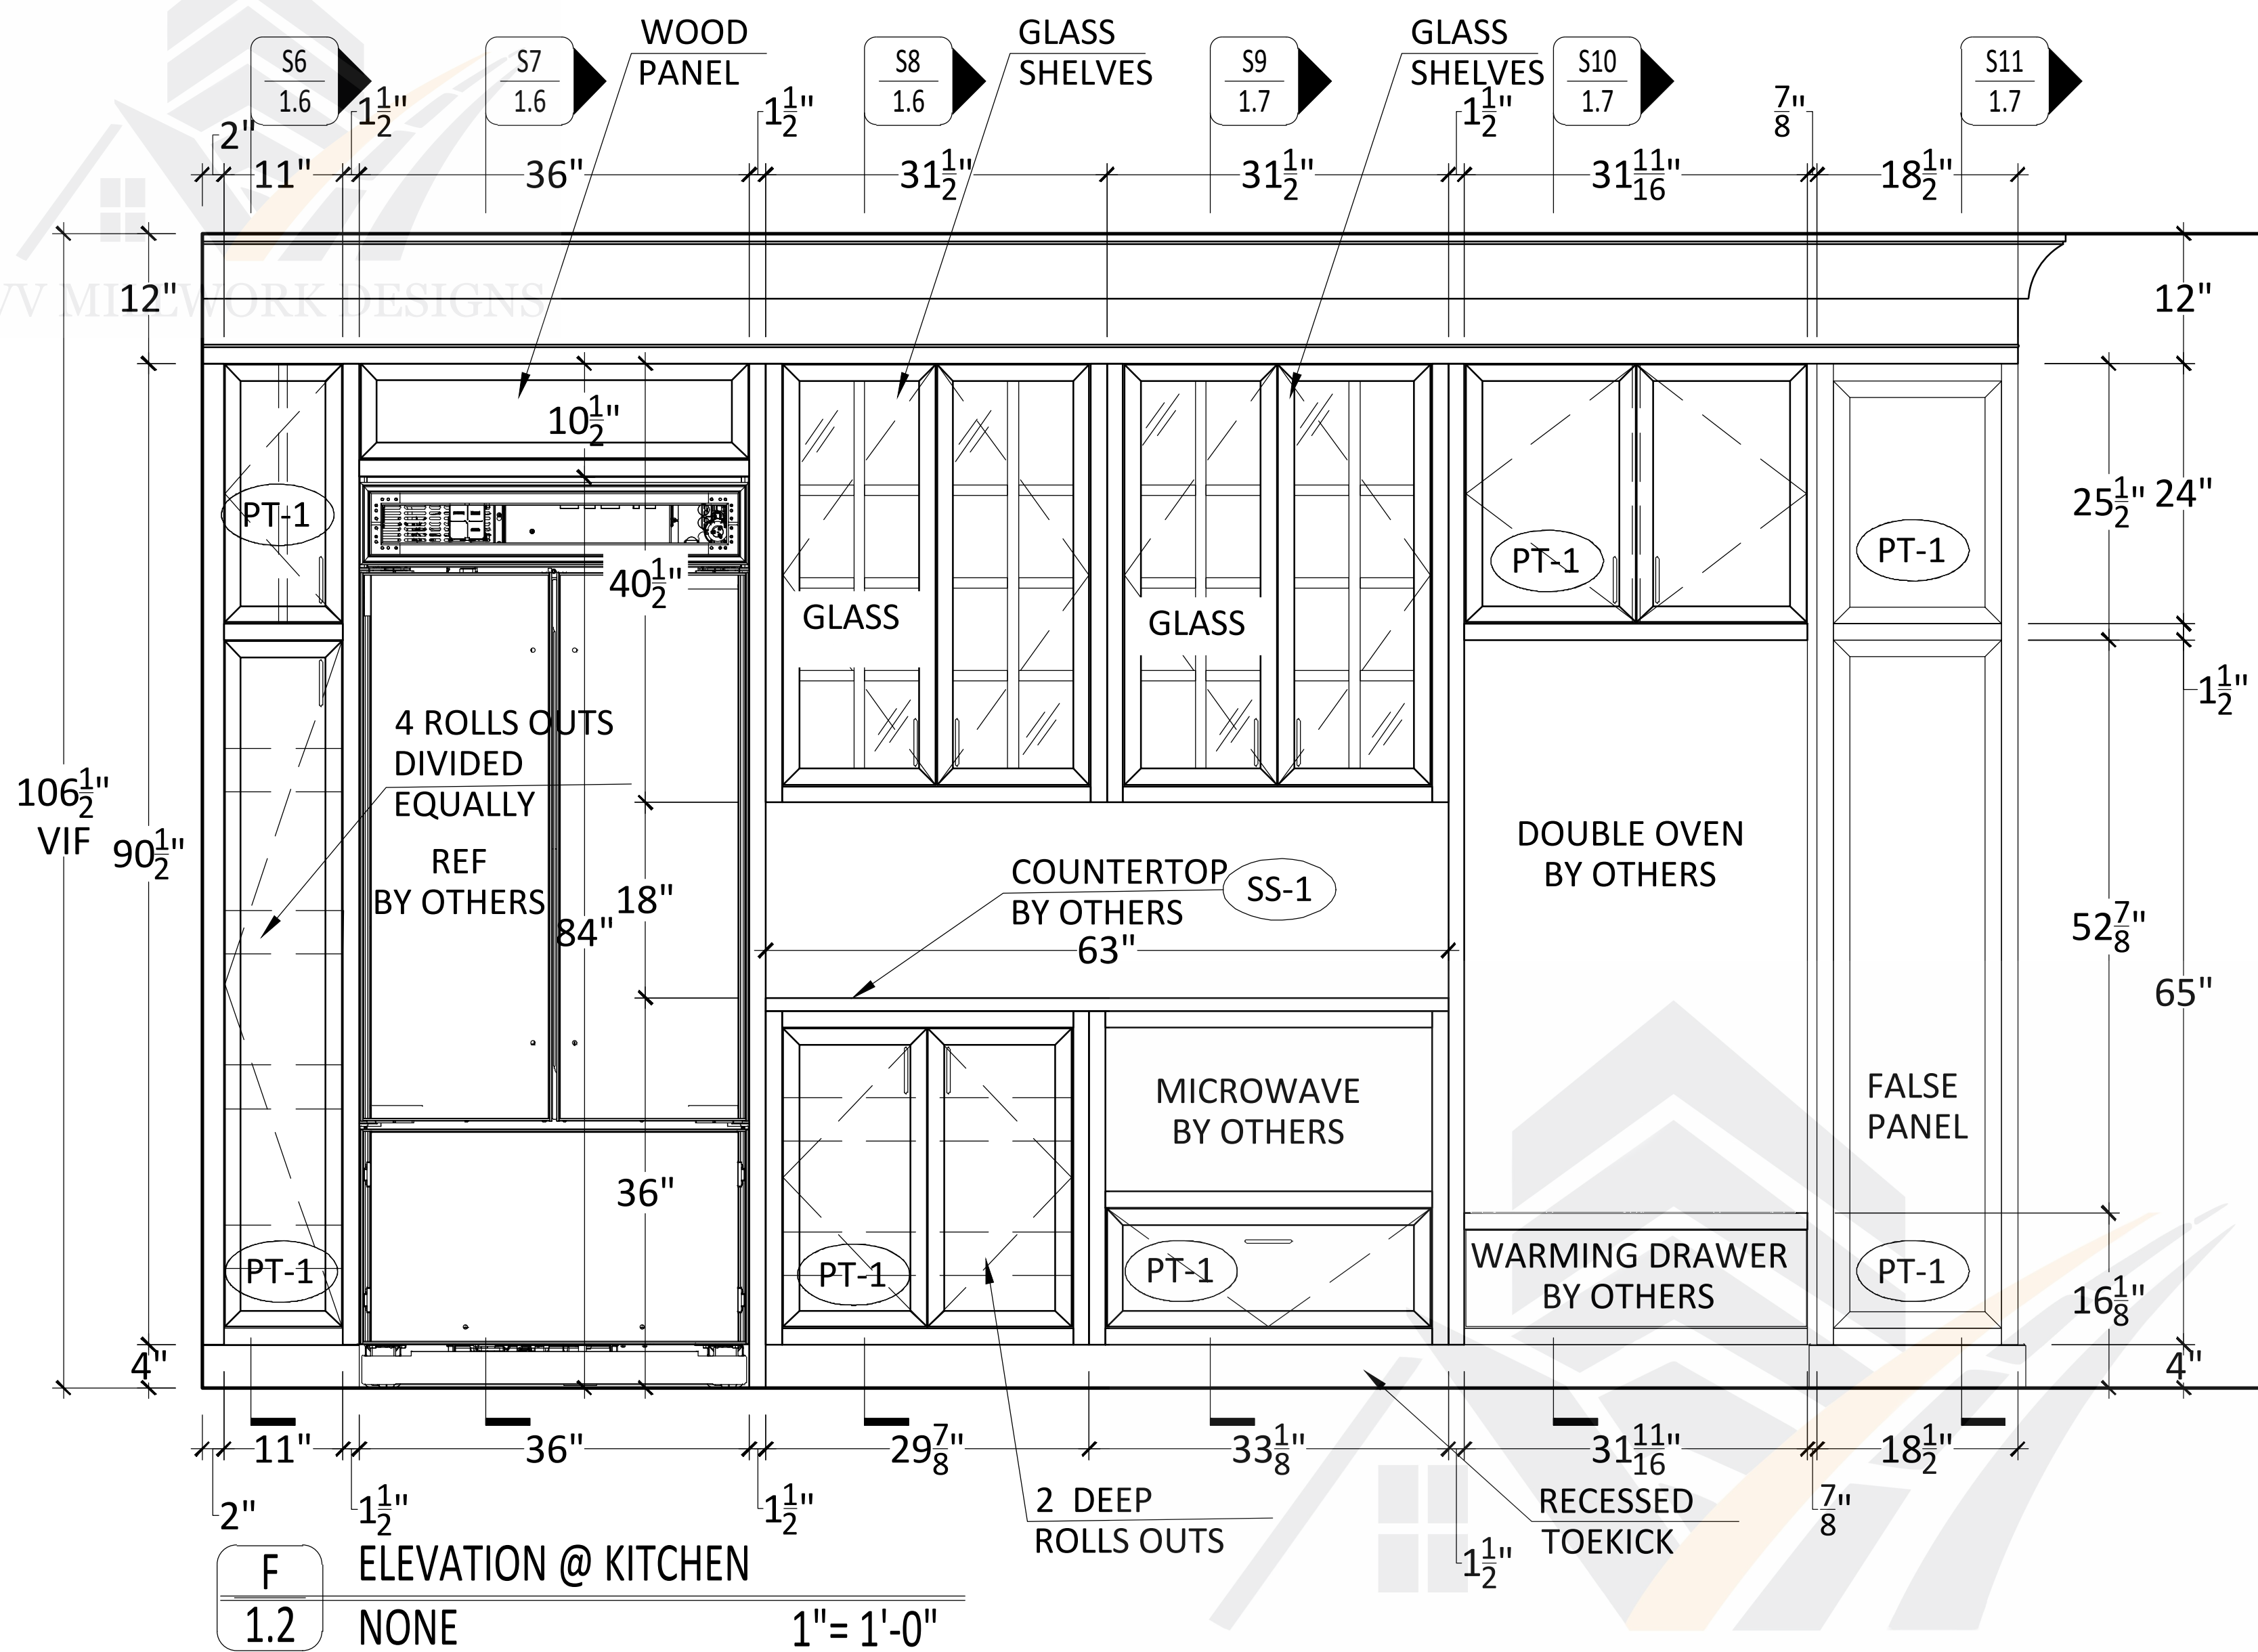 WOOD
PANEL
GLASS
SHELVES
GLASS
SHELVES
S6
1.6
S7
1.6
S8
1.6
S9
1.7
S10
1.7
S11
1.7
2"
11"
1 1/2"
36"
1 1/2"
31 1/2"
31 1/2"
1 1/2"
31 11/16"
7/8"
18 1/2"
VV MILLWORK DESIGNS
12"
12"
10 1/2"
PT-1
40 1/2"
GLASS
GLASS
PT-1
PT-1
25 1/2"
24"
1 1/2"
4 ROLLS OUTS
DIVIDED
EQUALLY
REF
BY OTHERS
106 1/2"
VIF
90 1/2"
84"
18"
COUNTERTOP
BY OTHERS
SS-1
63"
DOUBLE OVEN
BY OTHERS
52 7/8"
65"
MICROWAVE
BY OTHERS
FALSE
PANEL
36"
PT-1
PT-1
PT-1
WARMING DRAWER
BY OTHERS
PT-1
16 1/8"
4"
4"
11"
36"
29 7/8"
33 1/8"
31 11/16"
18 1/2"
2"
1 1/2"
1 1/2"
1 1/2"
7/8"
2 DEEP
ROLLS OUTS
RECESSED
TOEKICK
F
1.2
ELEVATION @ KITCHEN
NONE
1"= 1'-0"